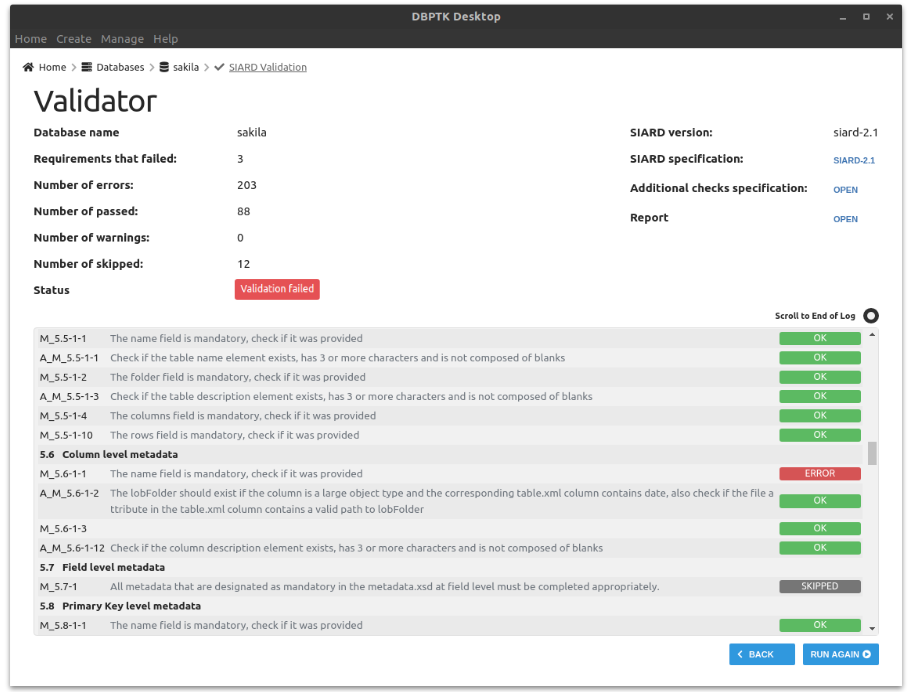 DBPTK Desktop
Home Create Manage Help
Home Databases sakila SIARD Validation
Validator
Database name sakila SIARD version: siard-2.1
Requirements that failed: 3 SIARD specification: SIARD-2.1
Number of errors: 203 Additional checks specification: OPEN
Number of passed: 88 Report OPEN
Number of warnings: 0
Number of skipped: 12
Status Validation failed
Scroll to End of Log
M_5.5-1-1 The name field is mandatory, check if it was provided OK
A_M_5.5-1-1 Check if the table name element exists, has 3 or more characters and is not composed of blanks OK
M_5.5-1-2 The folder field is mandatory, check if it was provided OK
A_M_5.5-1-3 Check if the table description element exists, has 3 or more characters and is not composed of blanks OK
M_5.5-1-4 The columns field is mandatory, check if it was provided OK
M_5.5-1-10 The rows field is mandatory, check if it was provided OK
5.6 Column level metadata
M_5.6-1-1 The name field is mandatory, check if it was provided ERROR
A_M_5.6-1-2 The lobFolder should exist if the column is a large object type and the corresponding table.xml column contains date, also check if the file a
ttribute in the table.xml column contains a valid path to lobFolder OK
M_5.6-1-3 OK
A_M_5.6-1-12 Check if the column description element exists, has 3 or more characters and is not composed of blanks OK
5.7 Field level metadata
M_5.7-1 All metadata that are designated as mandatory in the metadata.xsd at field level must be completed appropriately. SKIPPED
5.8 Primary Key level metadata
M_5.8-1-1 The name field is mandatory, check if it was provided OK
BACK RUN AGAIN